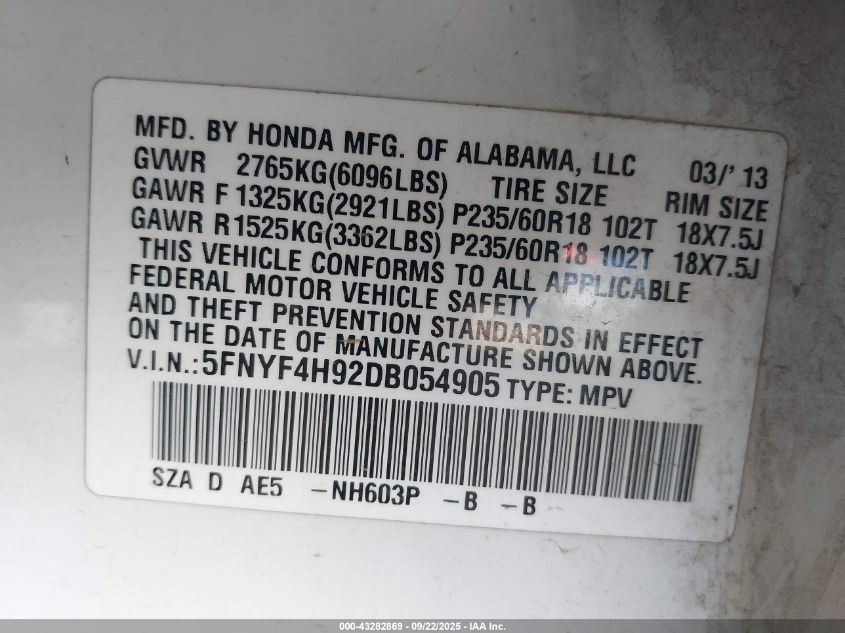 MFD. BY HONDA MFG. OF ALABAMA, LLC 03/' 13
GVWR 2765KG(6096LBS) TIRE SIZE RIM SIZE
GAWR F 1325KG(2921LBS) P235/60R18 102T 18X7.5J
GAWR R1525KG(3362LBS) P235/60R18 102T 18X7.5J
THIS VEHICLE CONFORMS TO ALL APPLICABLE
FEDERAL MOTOR VEHICLE SAFETY
AND THEFT PREVENTION STANDARDS IN EFFECT
ON THE DATE OF MANUFACTURE SHOWN ABOVE.
V.I.N.:5FNYF4H92DB054905 TYPE: MPV
SZA D AE5 -NH603P -B -B
000-43282869 - 09/22/2025 - IAA Inc.